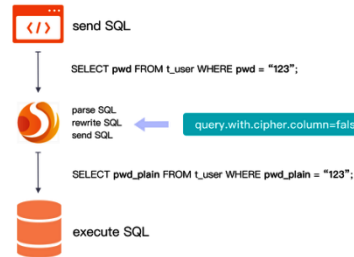 </>
send SQL
SELECT pwd FROM t_user WHERE pwd = “123”;
parse SQL
rewrite SQL
send SQL
query.with.cipher.column=fals
SELECT pwd_plain FROM t_user WHERE pwd_plain = “123”;
execute SQL